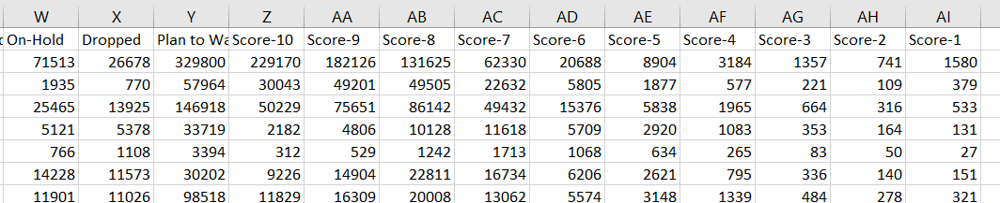 W X Y Z AA AB AC AD AE AF AG AH AI
On-Hold Dropped Plan to Wa Score-10 Score-9 Score-8 Score-7 Score-6 Score-5 Score-4 Score-3 Score-2 Score-1
71513 26678 329800 229170 182126 131625 62330 20688 8904 3184 1357 741 1580
1935 770 57964 30043 49201 49505 22632 5805 1877 577 221 109 379
25465 13925 146918 50229 75651 86142 49432 15376 5838 1965 664 316 533
5121 5378 33719 2182 4806 10128 11618 5709 2920 1083 353 164 131
766 1108 3394 312 529 1242 1713 1068 634 265 83 50 27
14228 11573 30202 9226 14904 22811 16734 6206 2621 795 336 140 151
11901 11026 98518 11829 16309 20008 13062 5574 3148 1339 484 278 321